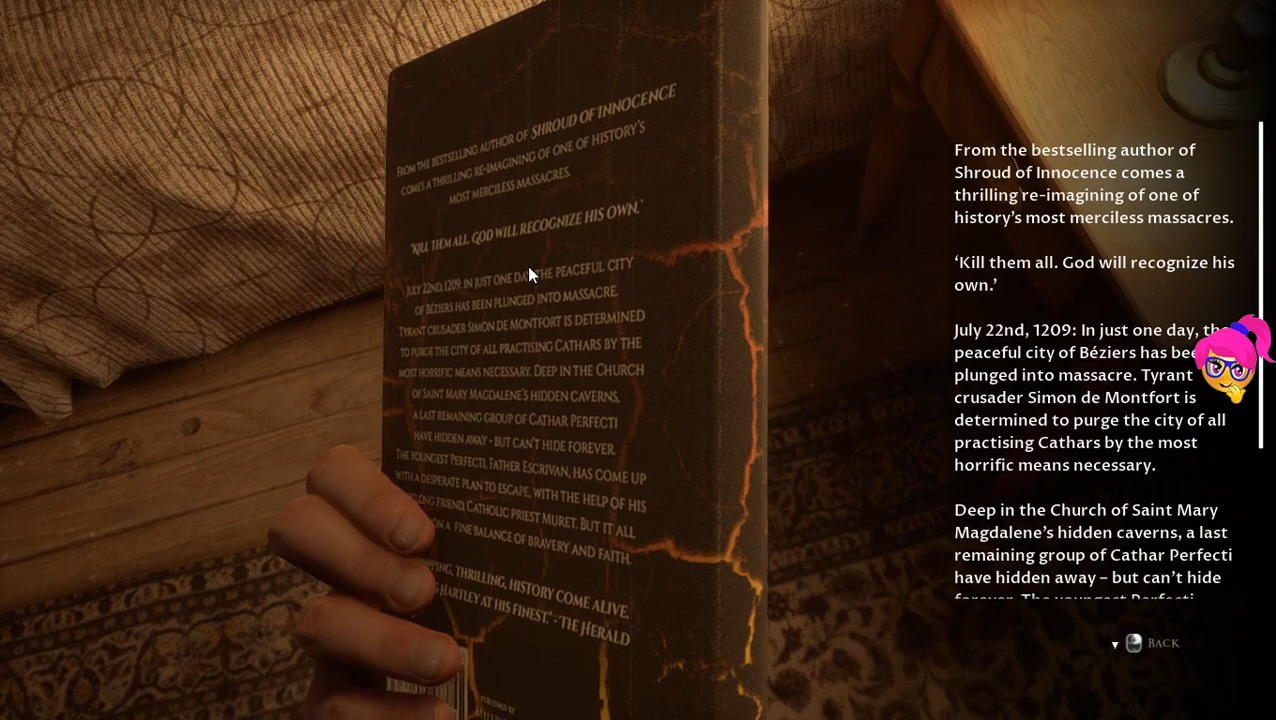 FROM THE BESTSELLING AUTHOR OF SHROUD OF INNOCENCE
COMES A THRILLING RE-IMAGINING OF ONE OF HISTORY'S
MOST MERCILESS MASSACRES.
'KILL THEM ALL. GOD WILL RECOGNIZE HIS OWN.'
JULY 22ND, 1209: IN JUST ONE DAY, THE PEACEFUL CITY
OF BÉZIERS HAS BEEN PLUNGED INTO MASSACRE.
TYRANT CRUSADER SIMON DE MONTFORT IS DETERMINED
TO PURGE THE CITY OF ALL PRACTISING CATHARS BY THE
MOST HORRIFIC MEANS NECESSARY. DEEP IN THE CHURCH
OF SAINT MARY MAGDALENE'S HIDDEN CAVERNS,
A LAST REMAINING GROUP OF CATHAR PERFECTI
HAVE HIDDEN AWAY - BUT CAN'T HIDE FOREVER.
THE YOUNGEST PERFECTI, FATHER ESCRIVAN, HAS COME UP
WITH A DESPERATE PLAN TO ESCAPE, WITH THE HELP OF HIS
FRIEND, CATHOLIC PRIEST MURET. BUT IT ALL
ON A FINE BALANCE OF BRAVERY AND FAITH.
THRILLING, HISTORY COME ALIVE.
HARTLEY AT HIS FINEST." - THE HERALD
PUBLISHED BY
From the bestselling author of
Shroud of Innocence comes a
thrilling re-imagining of one of
history's most merciless massacres.
‘Kill them all. God will recognize his
own.’
July 22nd, 1209: In just one day, the
peaceful city of Béziers has been
plunged into massacre. Tyrant
crusader Simon de Montfort is
determined to purge the city of all
practising Cathars by the most
horrific means necessary.
Deep in the Church of Saint Mary
Magdalene's hidden caverns, a last
remaining group of Cathar Perfecti
have hidden away – but can't hide
forever. The youngest Perfecti,
BACK